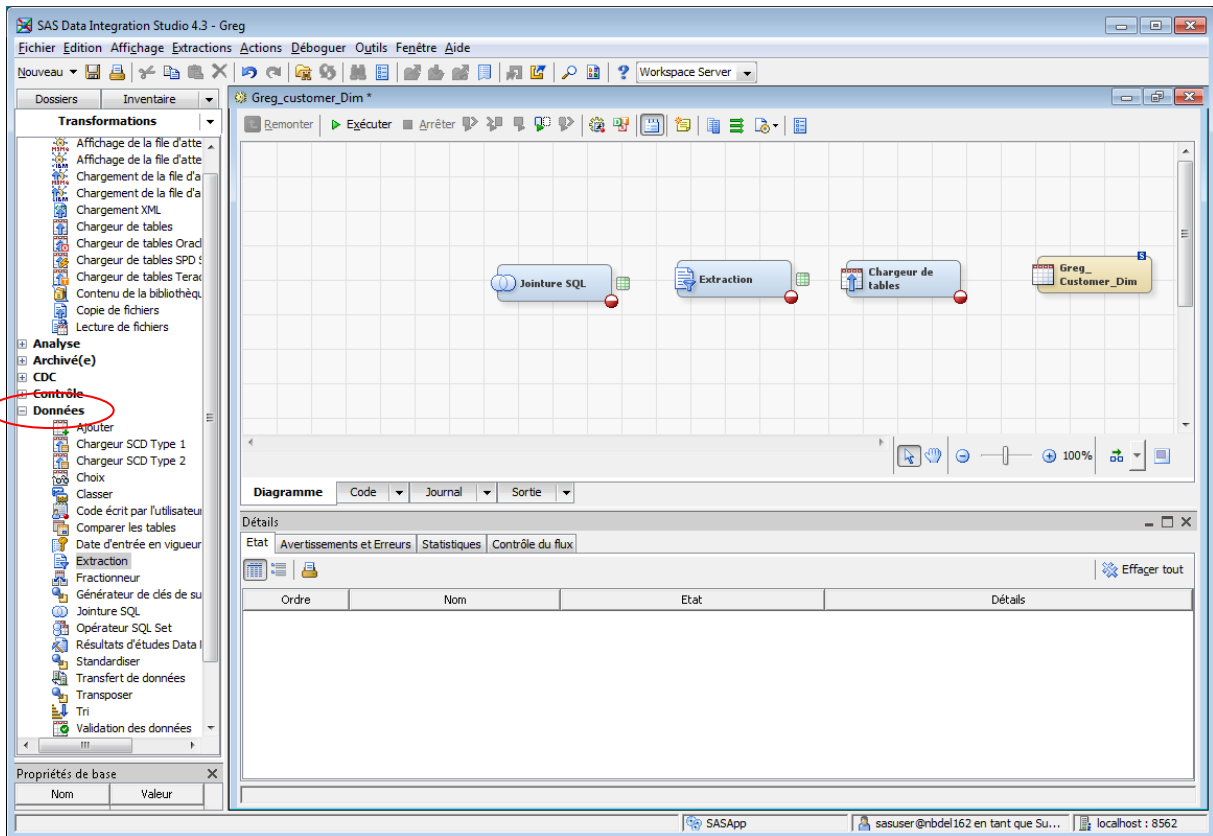 SAS Data Integration Studio 4.3 - Greg
Fichier Edition Affichage Extractions Actions Déboguer Outils Fenêtre Aide
Nouveau Workspace Server
Dossiers Inventaire
Transformations
Affichage de la file d'atte
Affichage de la file d'atte
Chargement de la file d'a
Chargement de la file d'a
Chargement XML
Chargeur de tables
Chargeur de tables Oracl
Chargeur de tables SPD S
Chargeur de tables Terac
Contenu de la bibliothèqu
Copie de fichiers
Lecture de fichiers
Analyse
Archivé(e)
CDC
Contrôle
Données
Ajouter
Chargeur SCD Type 1
Chargeur SCD Type 2
Choix
Classer
Code écrit par l'utilisateur
Comparer les tables
Date d'entrée en vigueur
Extraction
Fractionneur
Générateur de clés de su
Jointure SQL
Opérateur SQL Set
Résultats d'études Data I
Standardiser
Transfert de données
Transposer
Tri
Validation des données
Propriétés de base
Nom Valeur
Greg_customer_Dim *
Remonter Exécuter Arrêter
Jointure SQL
Extraction
Chargeur de
tables
Greg_
Customer_Dim
S
100%
Diagramme Code Journal Sortie
Détails
Etat Avertissements et Erreurs Statistiques Contrôle du flux
Effacer tout
Ordre Nom Etat Détails
SASApp sasuser@nbdel162 en tant que Su... localhost : 8562